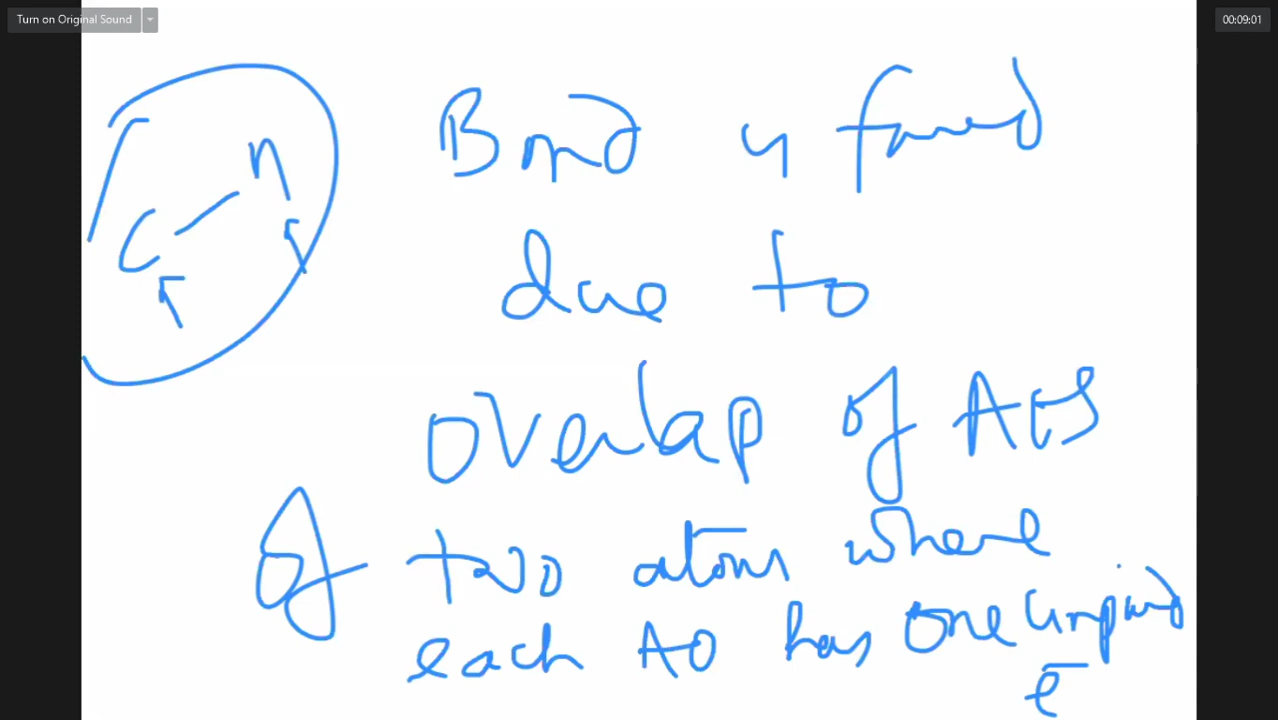 Turn on Original Sound
00:09:01
C - n
Bond is formed
due to
overlap of AOS
of two atoms where
each AO has one unpaired
e̅